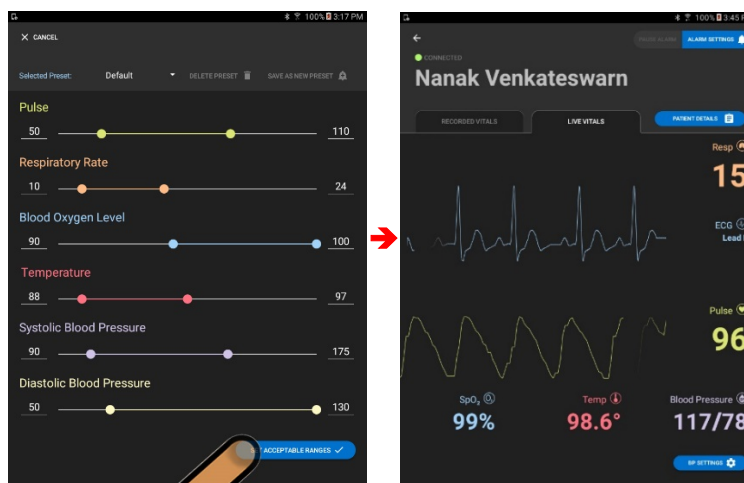 100% 3:17 PM
CANCEL
Selected Preset: Default DELETE PRESET SAVE AS NEW PRESET
Pulse
50 110
Respiratory Rate
10 24
Blood Oxygen Level
90 100
Temperature
88 97
Systolic Blood Pressure
90 175
Diastolic Blood Pressure
50 130
ACCEPTABLE RANGES
100% 3:45 P
PAUSE ALARM ALARM SETTINGS
CONNECTED
Nanak Venkateswarn
RECORDED VITALS LIVE VITALS PATIENT DETAILS
Resp
15
ECG
Lead
Pulse
96
SpO₂ Temp Blood Pressure
99% 98.6° 117/78
BP SETTINGS